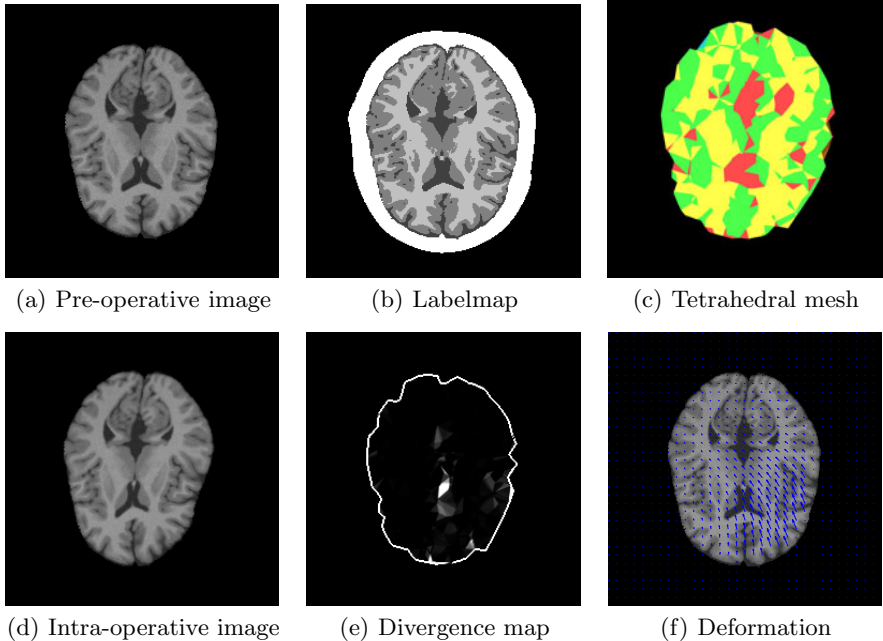 (a) Pre-operative image
(b) Labelmap
(c) Tetrahedral mesh
(d) Intra-operative image
(e) Divergence map
(f) Deformation